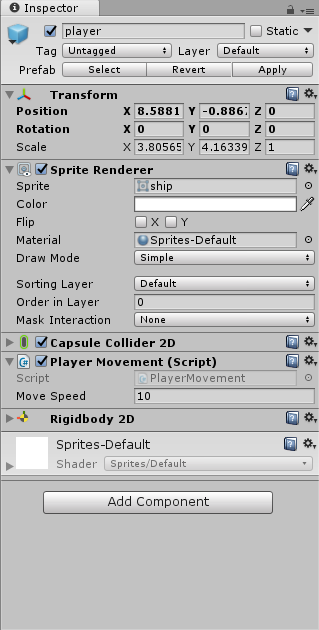 Inspector
player Static
Tag Untagged Layer Default
Prefab Select Revert Apply
Transform
Position X 8.5881 Y -0.8867 Z 0
Rotation X 0 Y 0 Z 0
Scale X 3.80565 Y 4.16339 Z 1
Sprite Renderer
Sprite ship
Color
Flip X Y
Material Sprites-Default
Draw Mode Simple
Sorting Layer Default
Order in Layer 0
Mask Interaction None
Capsule Collider 2D
Player Movement (Script)
Script PlayerMovement
Move Speed 10
Rigidbody 2D
Sprites-Default
Shader Sprites/Default
Add Component